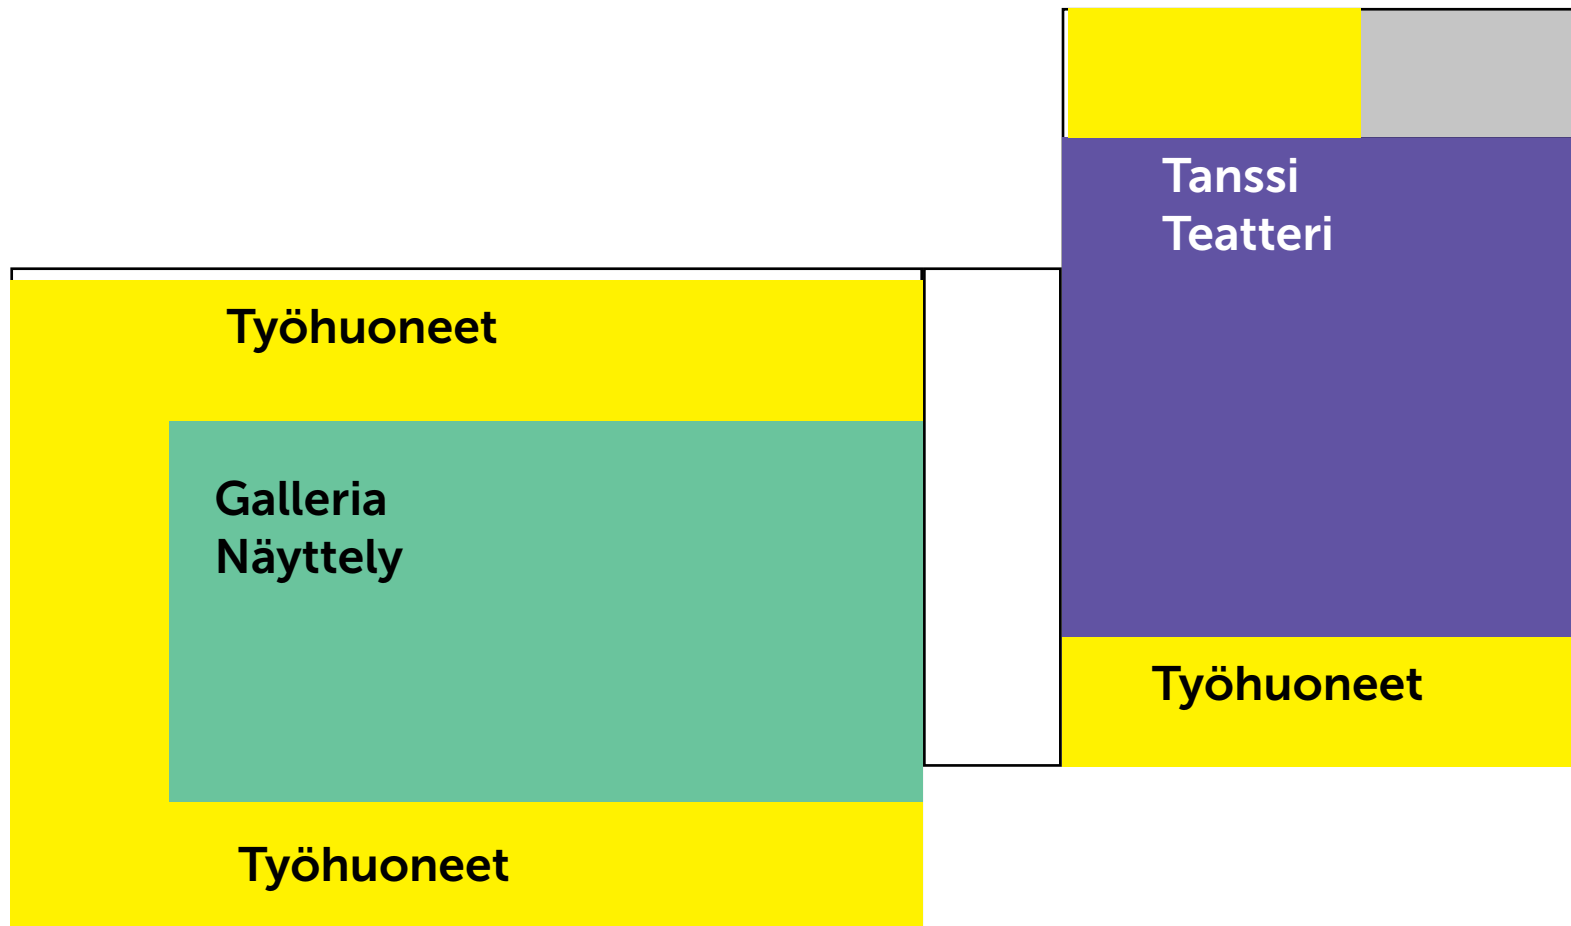 Tanssi
Teatteri
Työhuoneet
Galleria
Näyttely
Työhuoneet
Työhuoneet